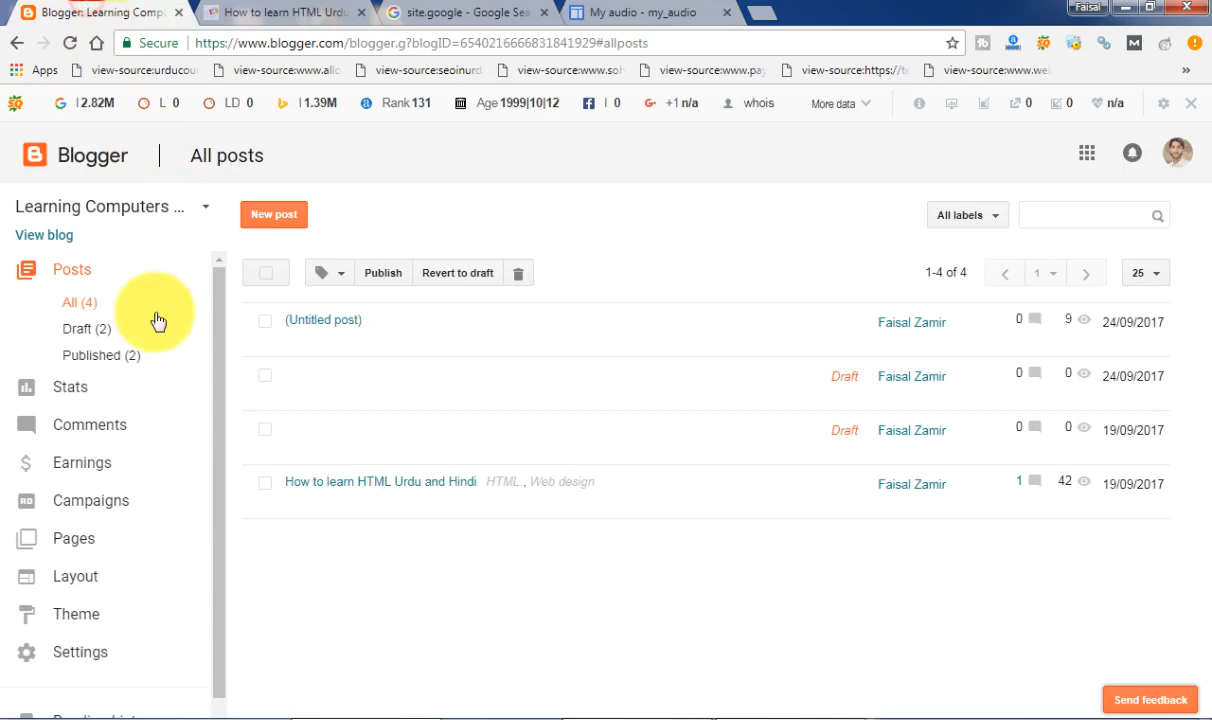 Blogger: Learning Compu
How to learn HTML Urdu
site.google - Google Sea
My audio - my_audio
Faisal
Secure
https://www.blogger.com/blogger.g?blogID=6540216666831841929#allposts
Apps
view-source:urducou
view-source:www.allo
view-source:seoinurd
view-source:www.soh
view-source:www.pay
view-source:https://te
view-source:www.wel
I 2.82M
L 0
LD 0
I 1.39M
Rank 131
Age 1999|10|12
I 0
+1 n/a
whois
More data
0
0
n/a
Blogger
All posts
Learning Computers ...
New post
All labels
View blog
Posts
Publish
Revert to draft
1-4 of 4
1
25
All (4)
Draft (2)
Published (2)
(Untitled post)
Faisal Zamir
0
9
24/09/2017
Draft
Faisal Zamir
0
0
24/09/2017
Draft
Faisal Zamir
0
0
19/09/2017
How to learn HTML Urdu and Hindi
HTML , Web design
Faisal Zamir
1
42
19/09/2017
Stats
Comments
Earnings
Campaigns
Pages
Layout
Theme
Settings
Send feedback